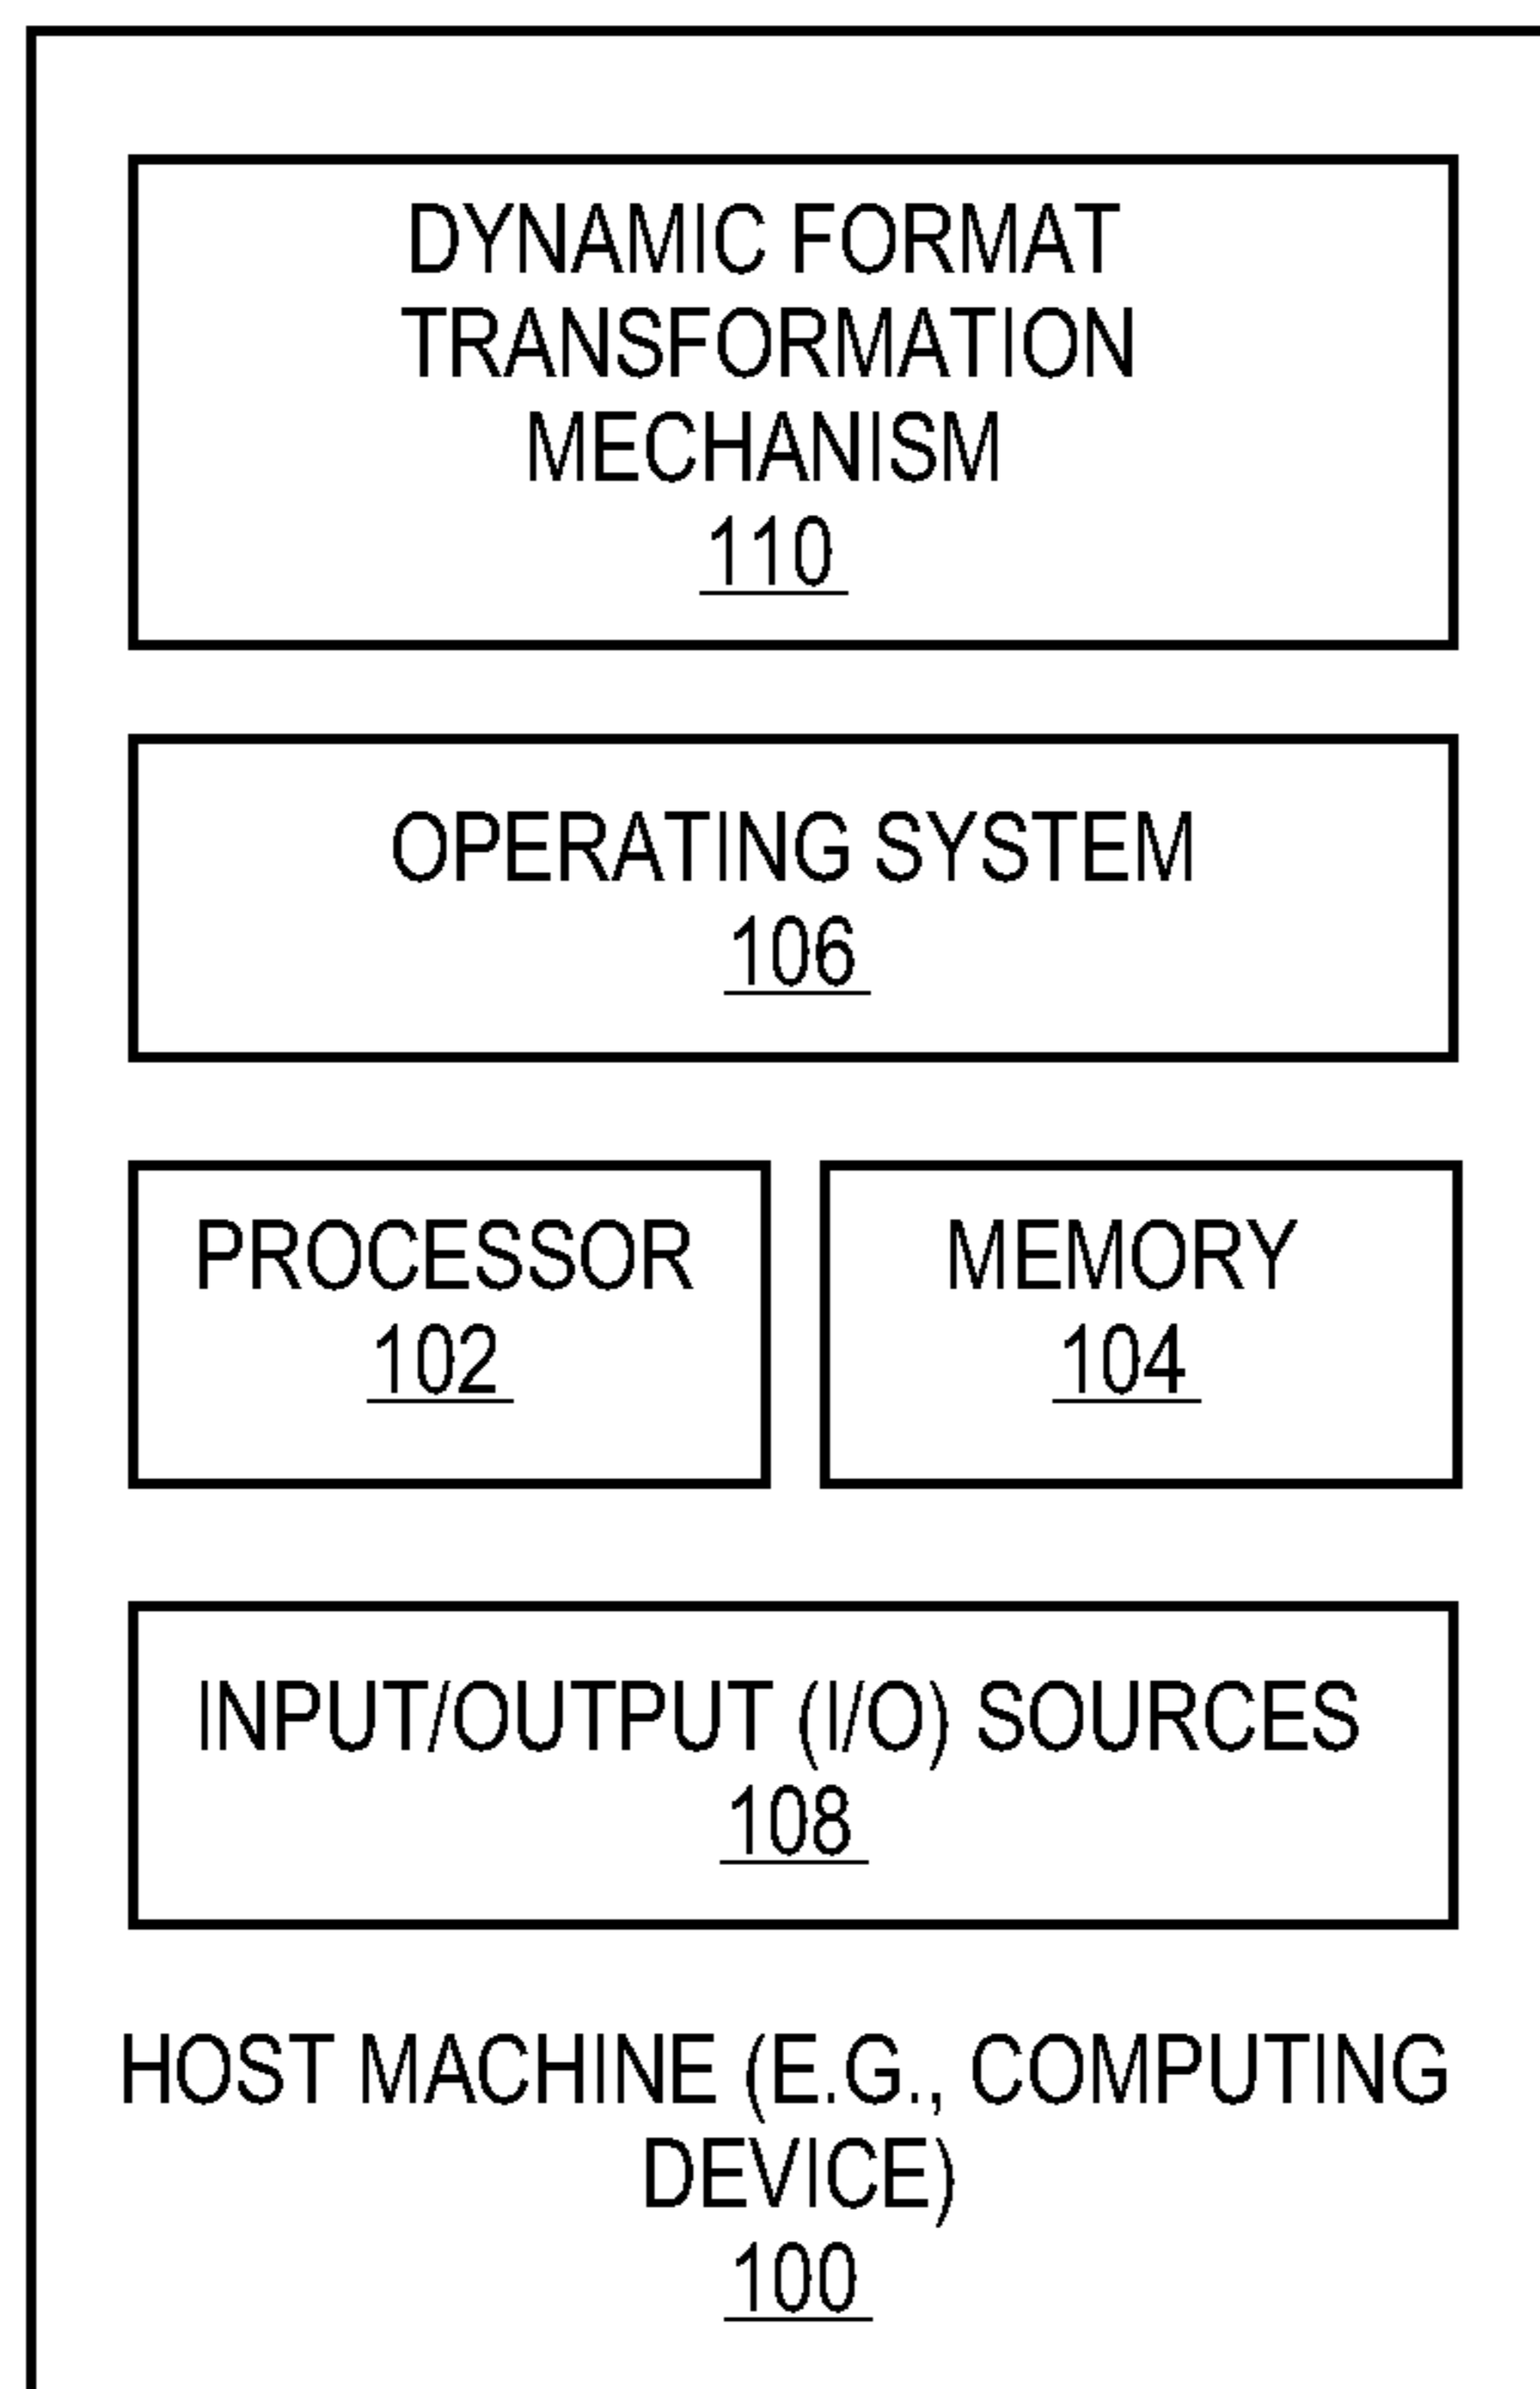 DYNAMIC FORMAT
TRANSFORMATION
MECHANISM
110
OPERATING SYSTEM
106
PROCESSOR
102
MEMORY
104
INPUT/OUTPUT (I/O) SOURCES
108
HOST MACHINE (E.G., COMPUTING
DEVICE)
100